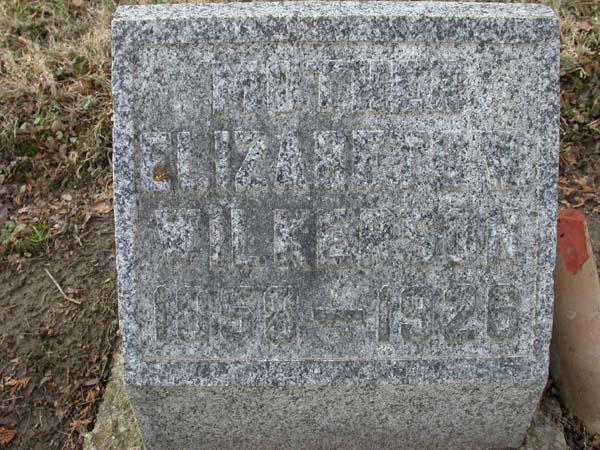 MOTHER
ELIZABETH D.
WILKERSON
1858 — 1926